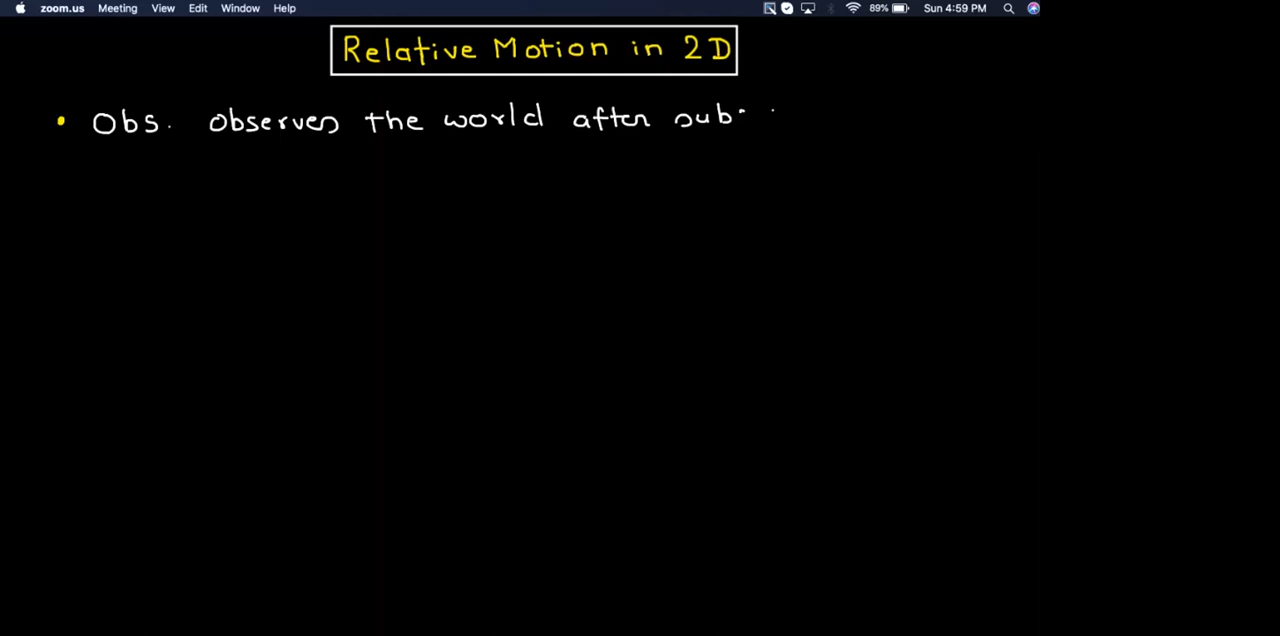 zoom.us Meeting View Edit Window Help 89% Sun 4:59 PM
Relative Motion in 2D
• Obs. observes the world after sub